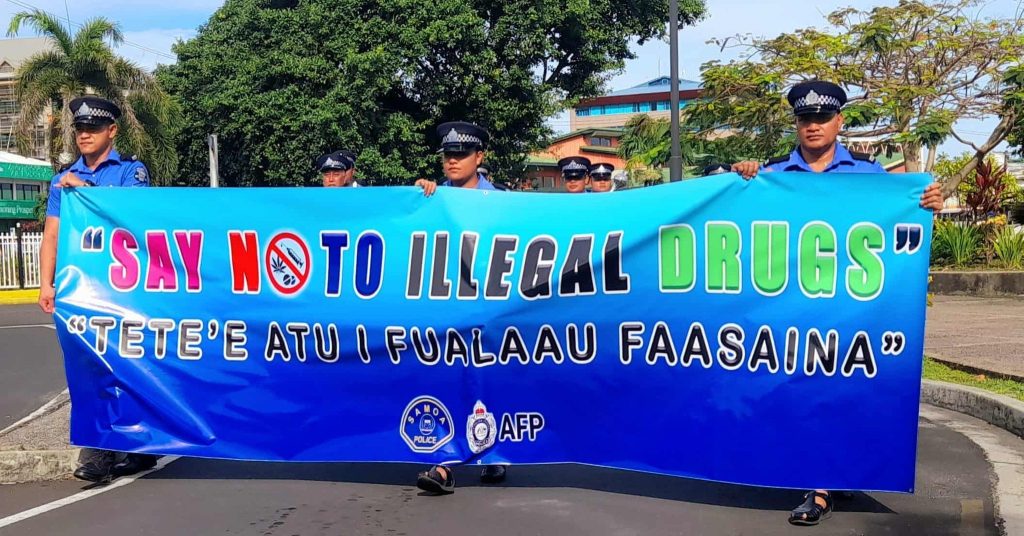 “SAY NO TO ILLEGAL DRUGS”
“TETE’E ATU I FUALAAU FAASAINA”
SAMOA
POLICE
AFP